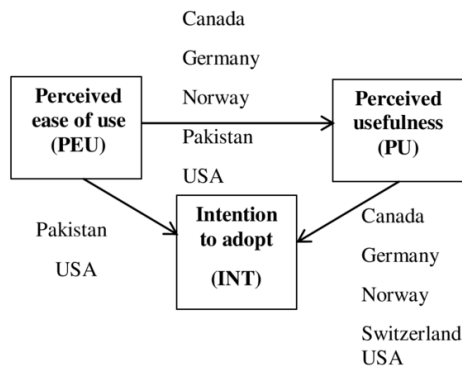 Canada
Germany
Norway
Pakistan
USA
Perceived
ease of use
(PEU)
Perceived
usefulness
(PU)
Pakistan
USA
Intention
to adopt
(INT)
Canada
Germany
Norway
Switzerland
USA